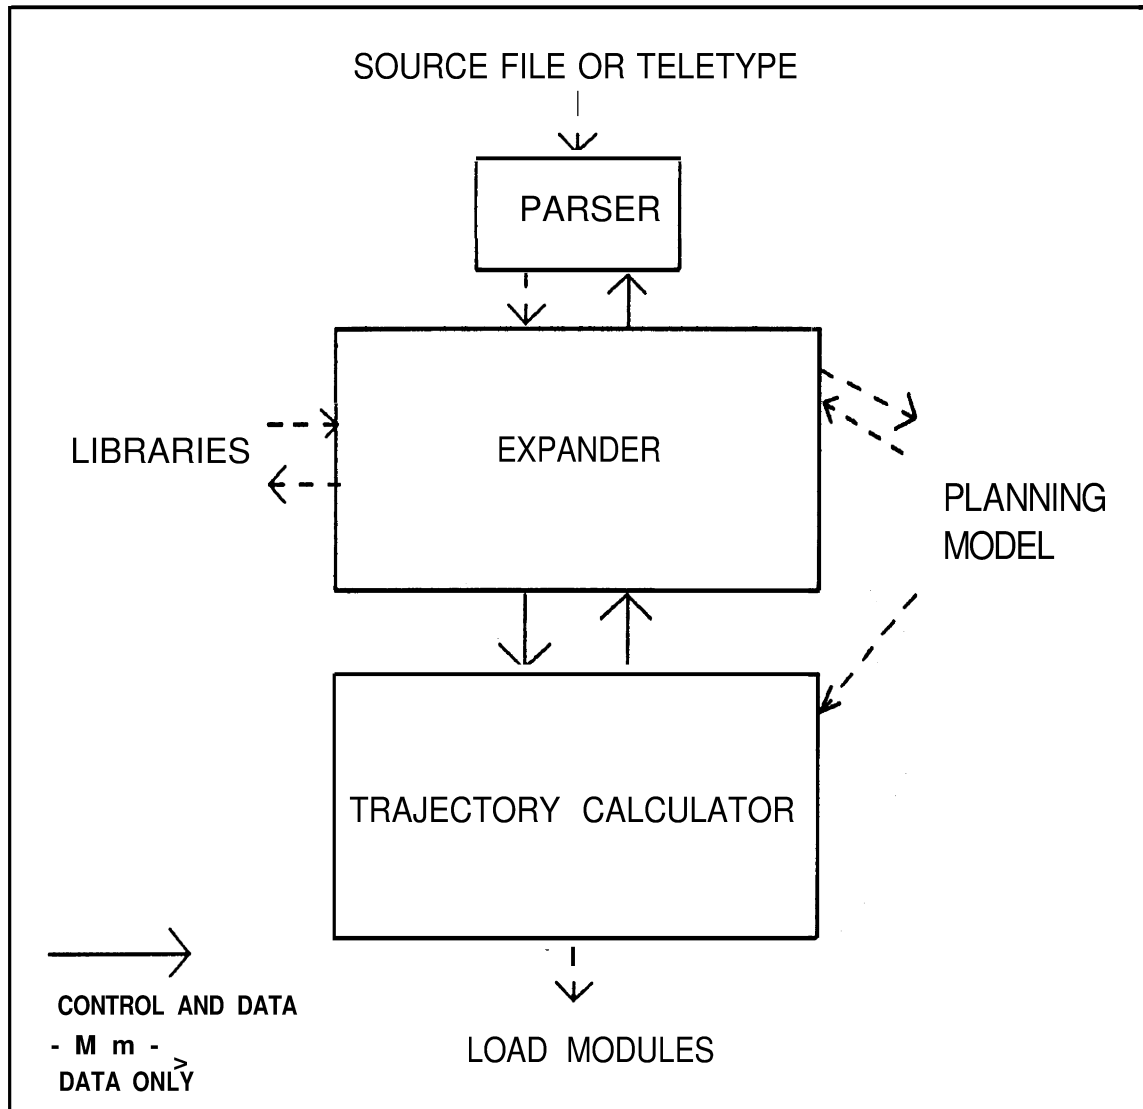 SOURCE FILE OR TELETYPE
PARSER
LIBRARIES
EXPANDER
PLANNING
MODEL
TRAJECTORY CALCULATOR
CONTROL AND DATA
- M m - >
DATA ONLY
LOAD MODULES